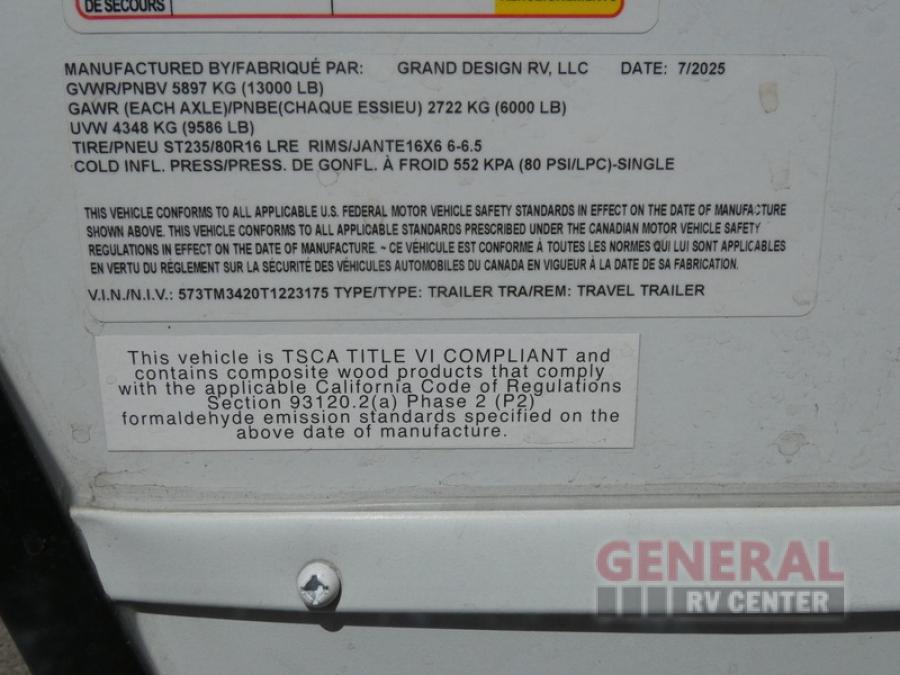 DE SECOURS
MANUFACTURED BY/FABRIQUÉ PAR: GRAND DESIGN RV, LLC DATE: 7/2025
GVWR/PNBV 5897 KG (13000 LB)
GAWR (EACH AXLE)/PNBE(CHAQUE ESSIEU) 2722 KG (6000 LB)
UVW 4348 KG (9586 LB)
TIRE/PNEU ST235/80R16 LRE RIMS/JANTE16X6 6-6.5
COLD INFL. PRESS/PRESS. DE GONFL. À FROID 552 KPA (80 PSI/LPC)-SINGLE
THIS VEHICLE CONFORMS TO ALL APPLICABLE U.S. FEDERAL MOTOR VEHICLE SAFETY STANDARDS IN EFFECT ON THE DATE OF MANUFACTURE
SHOWN ABOVE. THIS VEHICLE CONFORMS TO ALL APPLICABLE STANDARDS PRESCRIBED UNDER THE CANADIAN MOTOR VEHICLE SAFETY
REGULATIONS IN EFFECT ON THE DATE OF MANUFACTURE. ~ CE VÉHICULE EST CONFORME À TOUTES LES NORMES QUI LUI SONT APPLICABLES
EN VERTU DU RÉGLEMENT SUR LA SÉCURITÉ DES VÉHICULES AUTOMOBILES DU CANADA EN VIGUEUR À LA DATE DE SA FABRICATION.
V.I.N./N.I.V.: 573TM3420T1223175 TYPE/TYPE: TRAILER TRA/REM: TRAVEL TRAILER
This vehicle is TSCA TITLE VI COMPLIANT and
contains composite wood products that comply
with the applicable California Code of Regulations
Section 93120.2(a) Phase 2 (P2)
formaldehyde emission standards specified on the
above date of manufacture.
GENERAL
RV CENTER